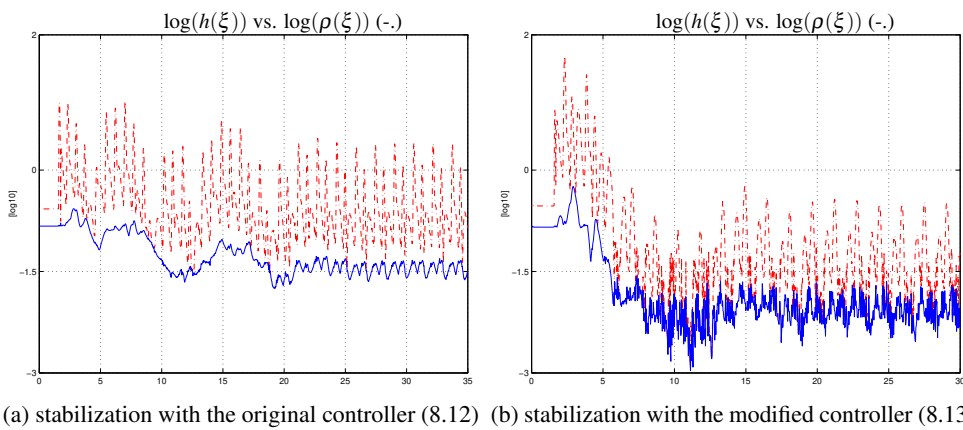 log(h(ξ)) vs. log(ρ(ξ)) (-.)
2
0
-1.5
-3
[log10]
0 5 10 15 20 25 30 35
log(h(ξ)) vs. log(ρ(ξ)) (-.)
2
0
-1.5
-3
[log10]
0 5 10 15 20 25 30
(a) stabilization with the original controller (8.12)
(b) stabilization with the modified controller (8.13